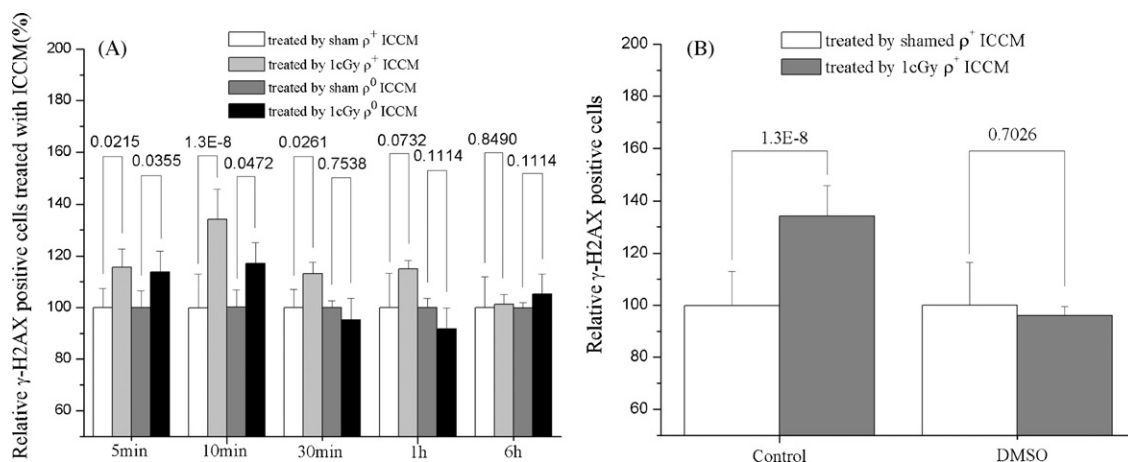 (A)
treated by sham ρ⁺ ICCM
treated by 1cGy ρ⁺ ICCM
treated by sham ρ⁰ ICCM
treated by 1cGy ρ⁰ ICCM
Relative γ-H2AX positive cells treated with ICCM(%)
200
180
160
140
120
100
80
60
0.0215
0.0355
1.3E-8
0.0472
0.0261
0.7538
0.0732
0.1114
0.8490
0.1114
5min 10min 30min 1h 6h
(B)
treated by shamed ρ⁺ ICCM
treated by 1cGy ρ⁺ ICCM
Relative γ-H2AX positive cells
200
180
160
140
120
100
80
60
1.3E-8
0.7026
Control DMSO